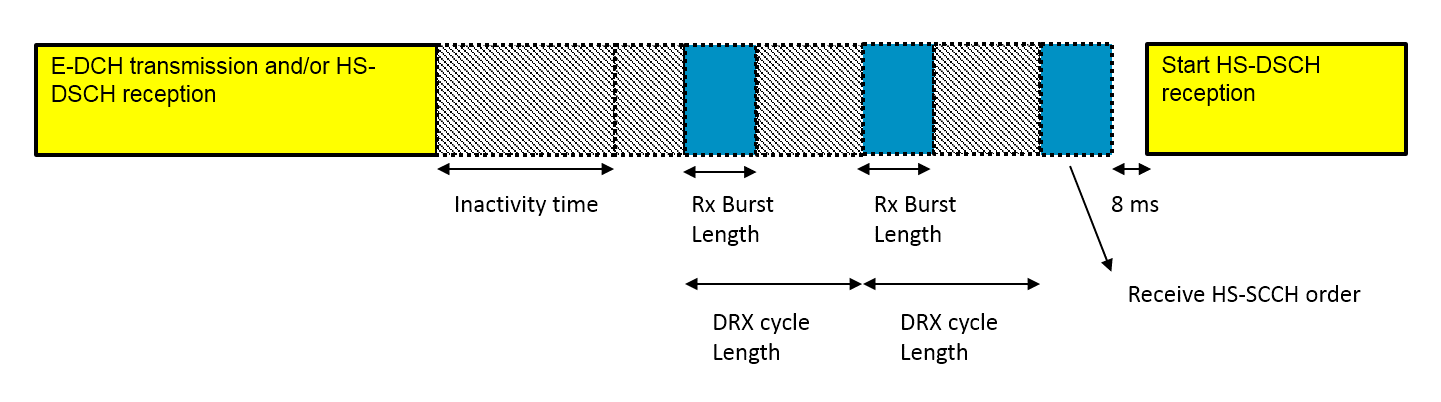 E-DCH transmission and/or HS-
DSCH reception
Start HS-DSCH
reception
Inactivity time
Rx Burst
Length
Rx Burst
Length
8 ms
Receive HS-SCCH order
DRX cycle
Length
DRX cycle
Length